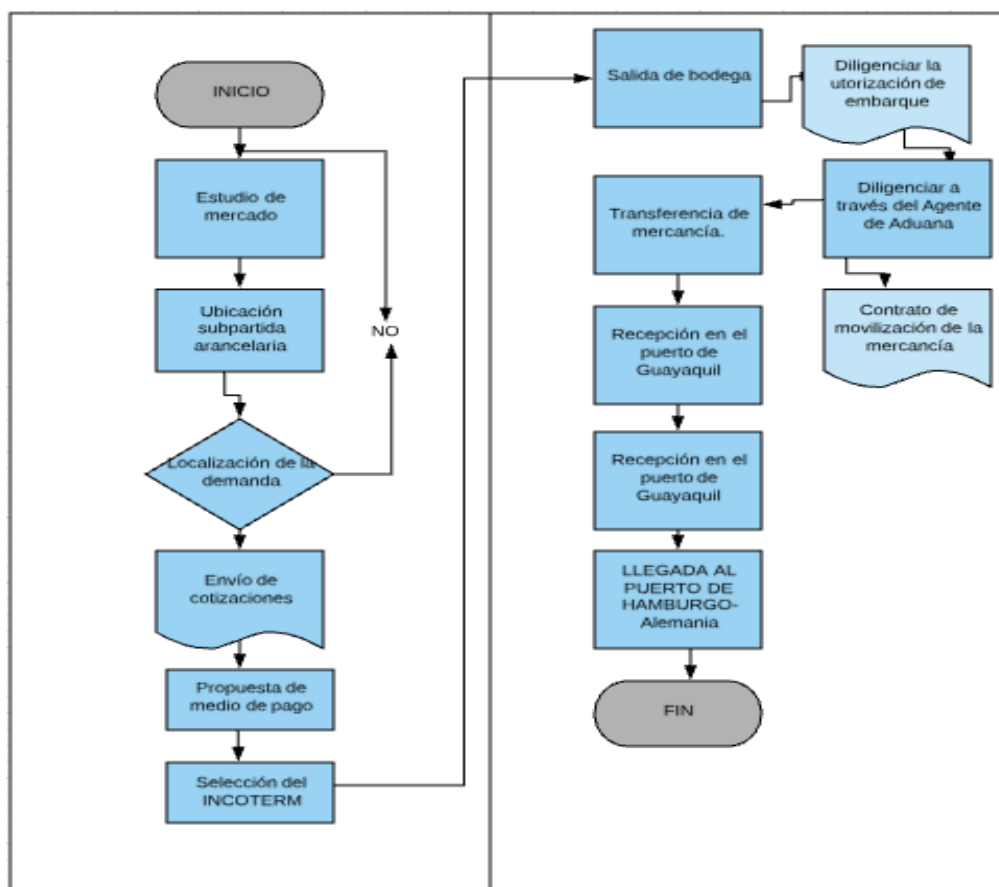 INICIO
Estudio de
mercado
Ubicación
subpartida
arancelaria
NO
Localización de la
demanda
Envío de
cotizaciones
Propuesta de
medio de pago
Selección del
INCOTERM
Salida de bodega
Diligenciar la
utorización de
embarque
Diligenciar a
través del Agente
de Aduana
Transferencia de
mercancía.
Contrato de
movilización de la
mercancía
Recepción en el
puerto de
Guayaquil
Recepción en el
puerto de
Guayaquil
LLEGADA AL
PUERTO DE
HAMBURGO-
Alemania
FIN